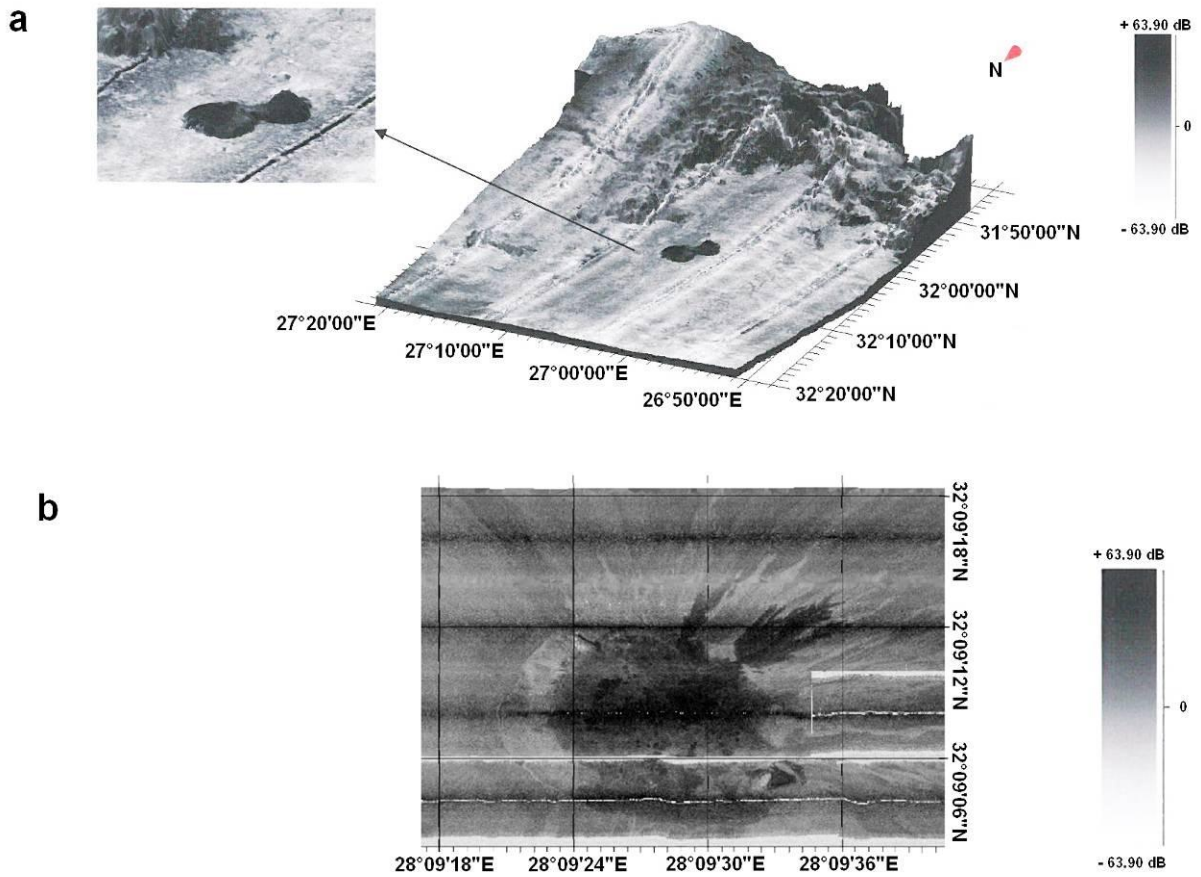 a
+ 63.90 dB
0
- 63.90 dB
N
31°50'00"N
32°00'00"N
32°10'00"N
32°20'00"N
27°20'00"E
27°10'00"E
27°00'00"E
26°50'00"E
b
32°09'18"N
32°09'12"N
32°09'06"N
28°09'18"E 28°09'24"E 28°09'30"E 28°09'36"E
+ 63.90 dB
0
- 63.90 dB